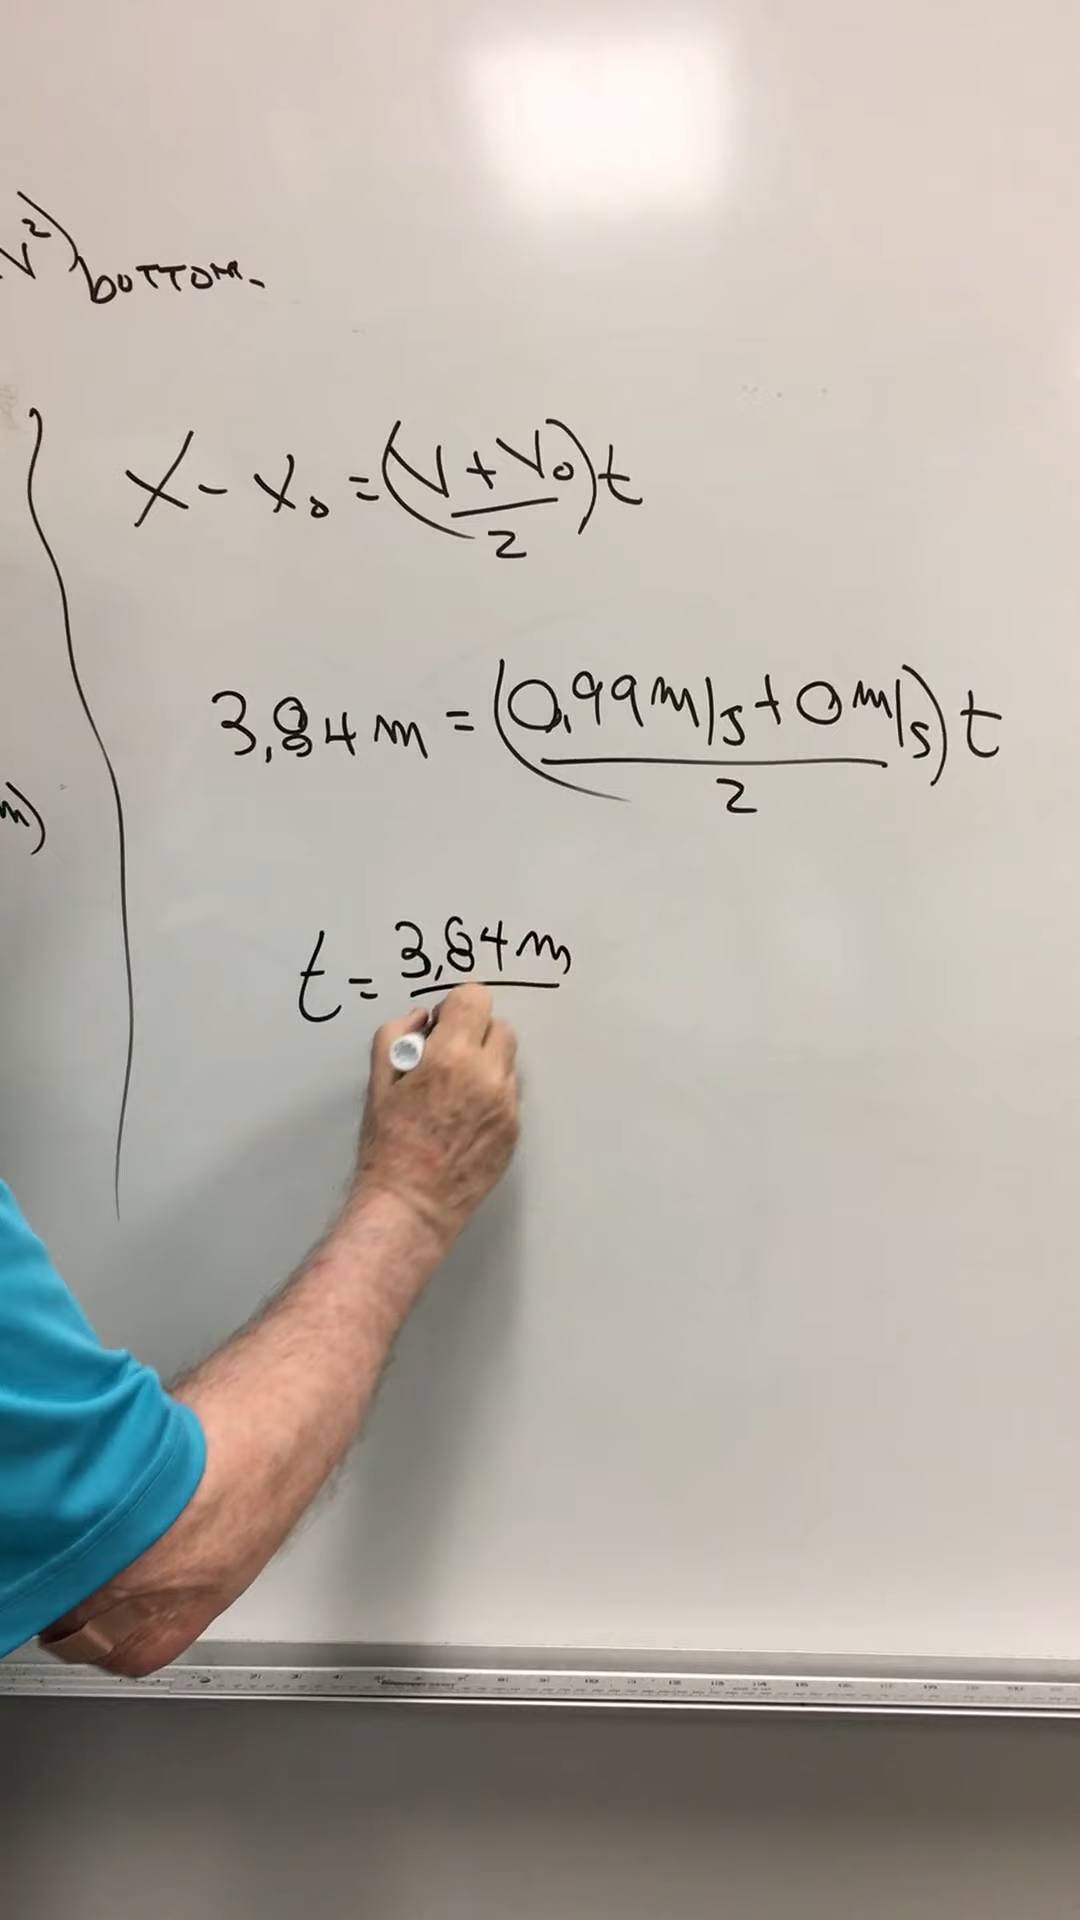 v²) BOTTOM.
X - X₀ = (V + V₀)/2 t
3.84 m = (0.99 m/s + 0 m/s)/2 t
m)
t = 3.84 m